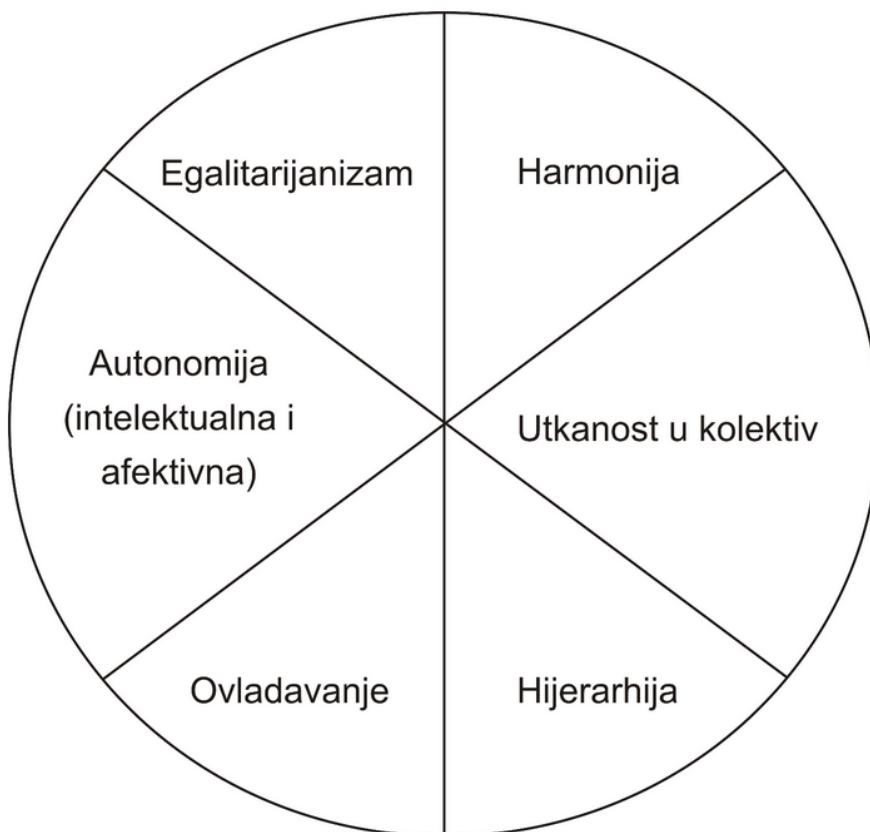 Egalitarijanizam
Harmonija
Autonomija
(intelektualna i
afektivna)
Utkanost u kolektiv
Ovladavanje
Hijerarhija